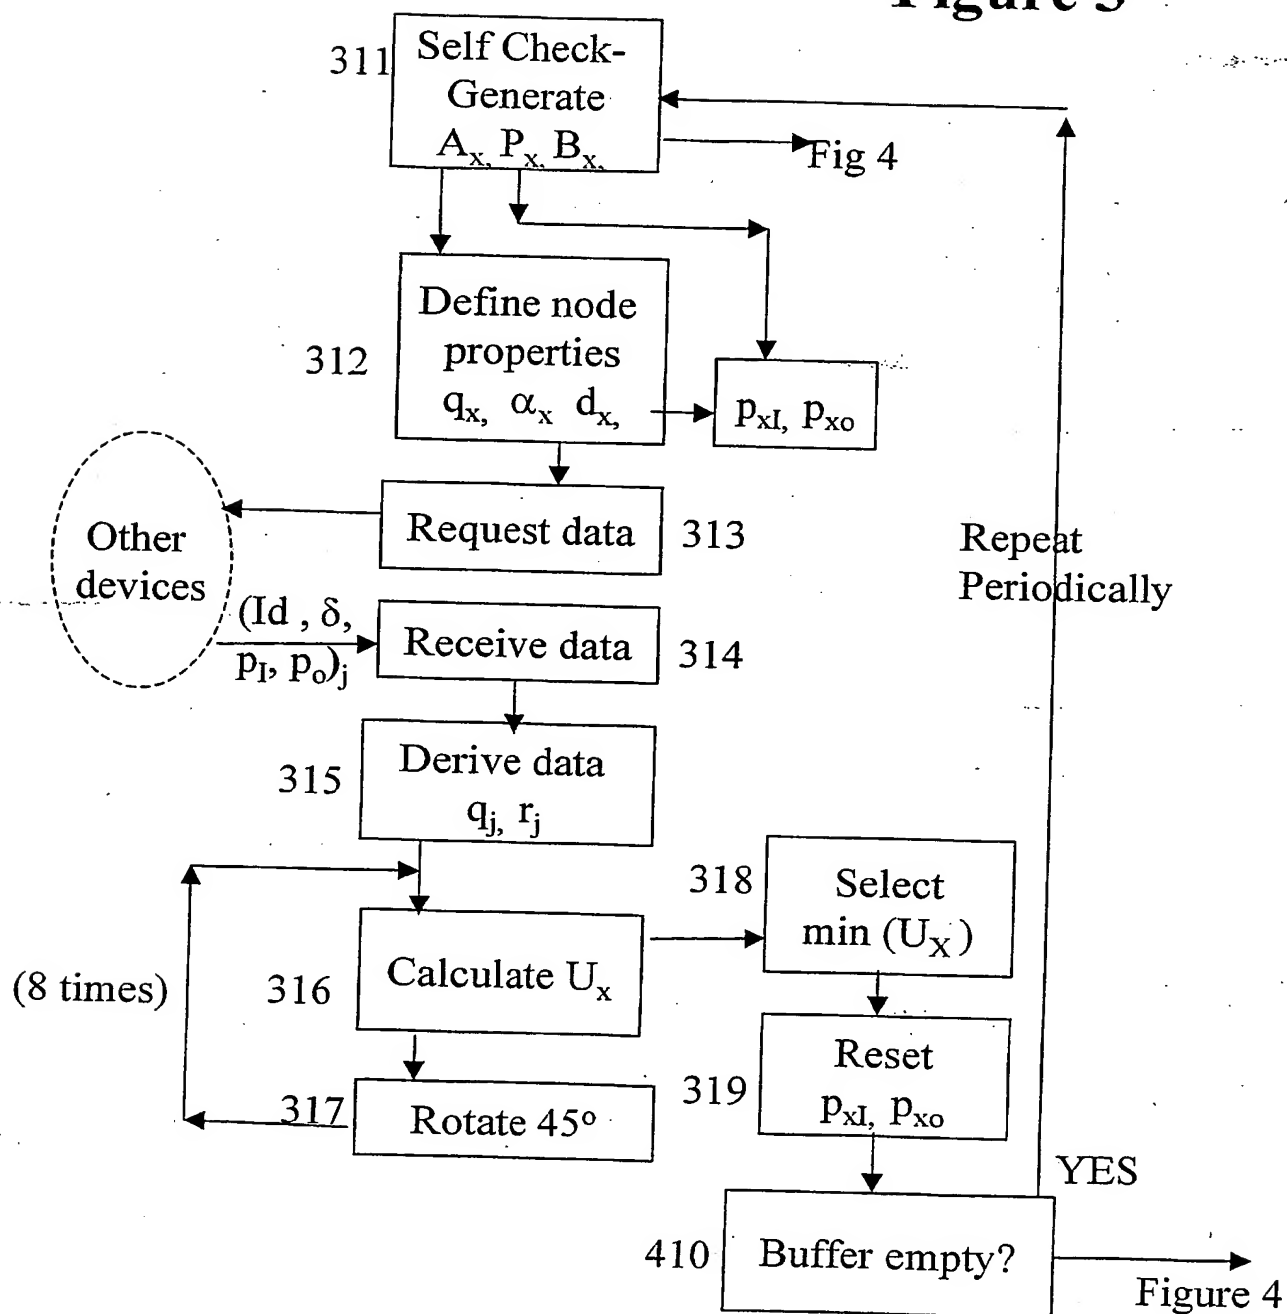 Figure 3
311
Self Check-
Generate
Ax, Px, Bx,
Fig 4
312
Define node
properties
qx, αx dx,
pxI, pxo
Other
devices
Request data
313
Repeat
Periodically
(Id , δ,
pI, po)j
Receive data
314
315
Derive data
qj, rj
318
Select
min (UX)
(8 times)
316
Calculate Ux
319
Reset
pxI, pxo
317
Rotate 45o
YES
410
Buffer empty?
Figure 4